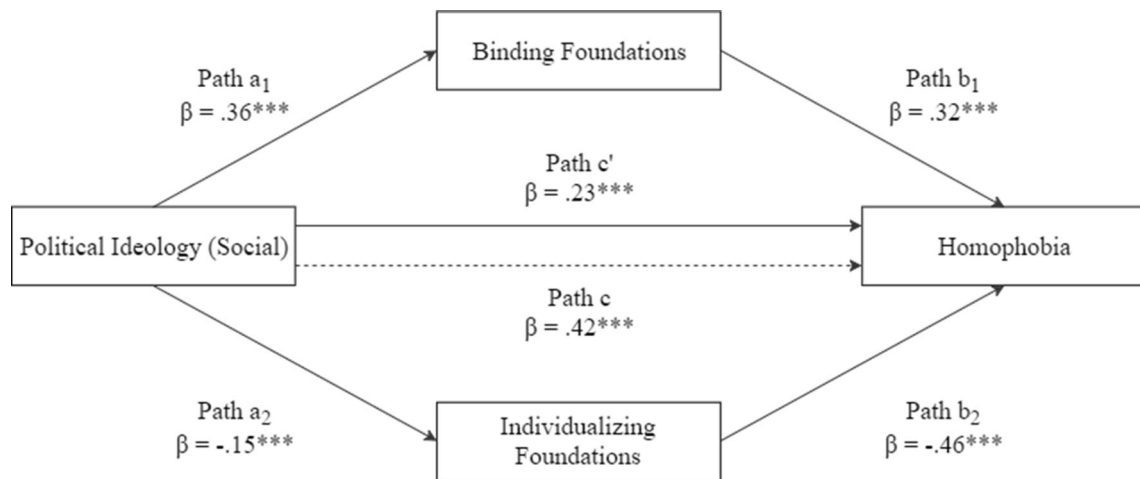 Binding Foundations
Path a₁
β = .36***
Path b₁
β = .32***
Path c'
β = .23***
Political Ideology (Social)
Homophobia
Path c
β = .42***
Path a₂
β = -.15***
Individualizing
Foundations
Path b₂
β = -.46***